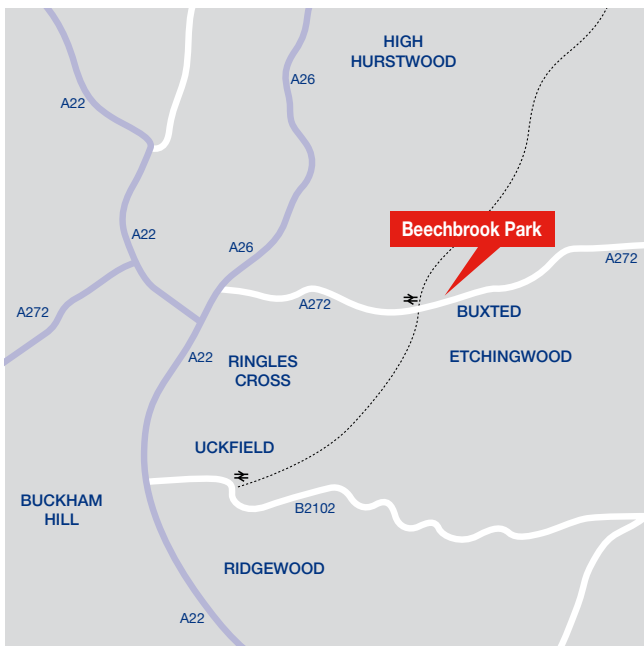 HIGH
HURSTWOOD
A26
A22
Beechbrook Park
A22
A26
A272
A272
A272
BUXTED
A22
RINGLES
CROSS
ETCHINGWOOD
UCKFIELD
BUCKHAM
HILL
B2102
RIDGEWOOD
A22